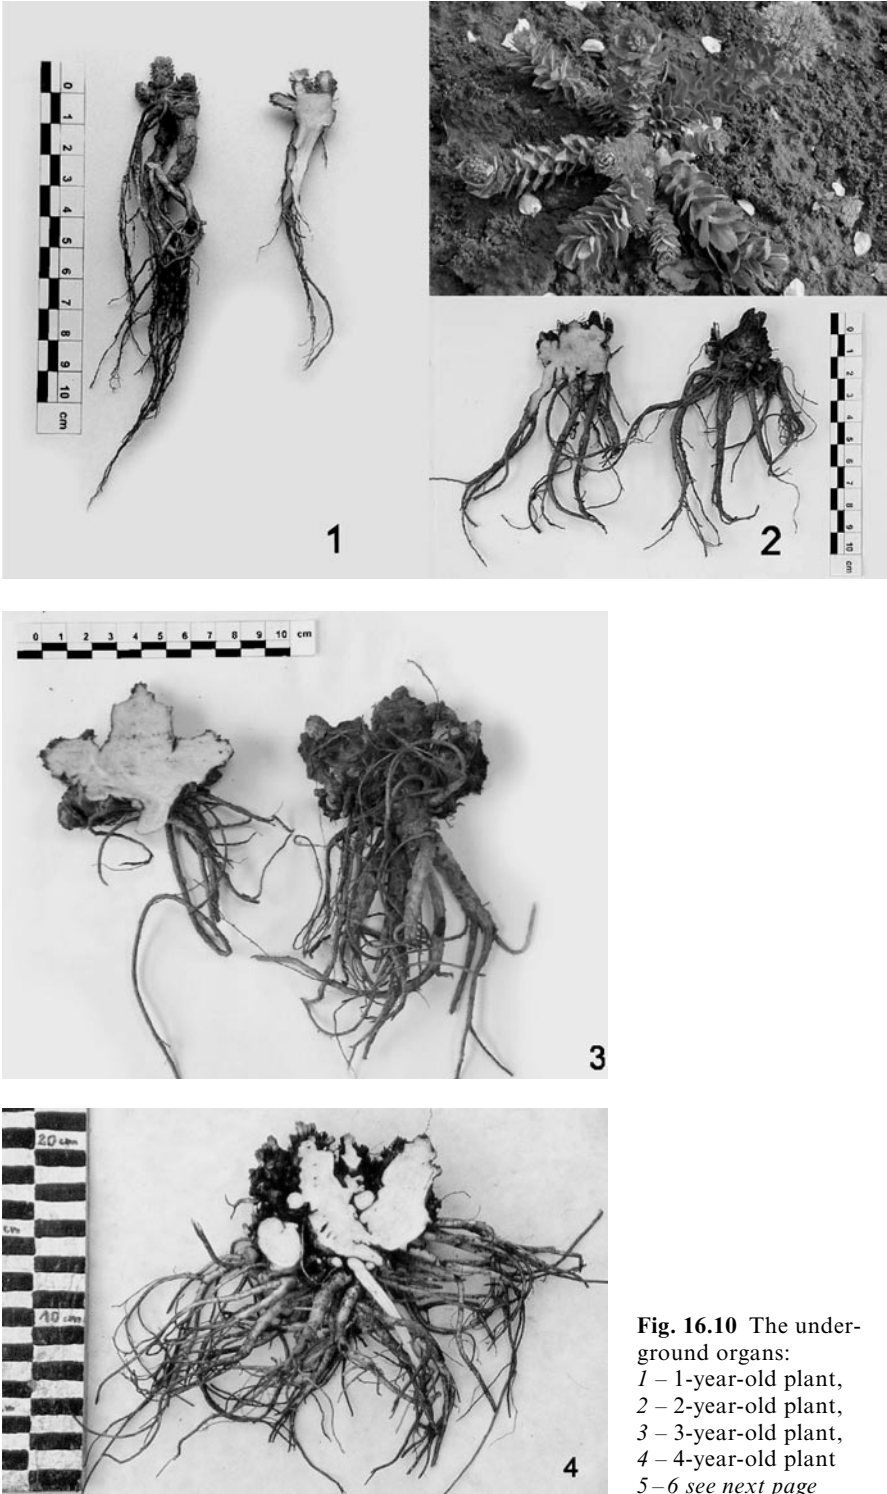 0
1
2
3
4
5
6
7
8
9
10
cm
1
0
1
2
3
4
5
6
7
8
9
10
cm
2
0 1 2 3 4 5 6 7 8 9 10 cm
3
20 cm
cm
10 cm
4
Fig. 16.10 The under-
ground organs:
1 – 1-year-old plant,
2 – 2-year-old plant,
3 – 3-year-old plant,
4 – 4-year-old plant
5–6 see next page